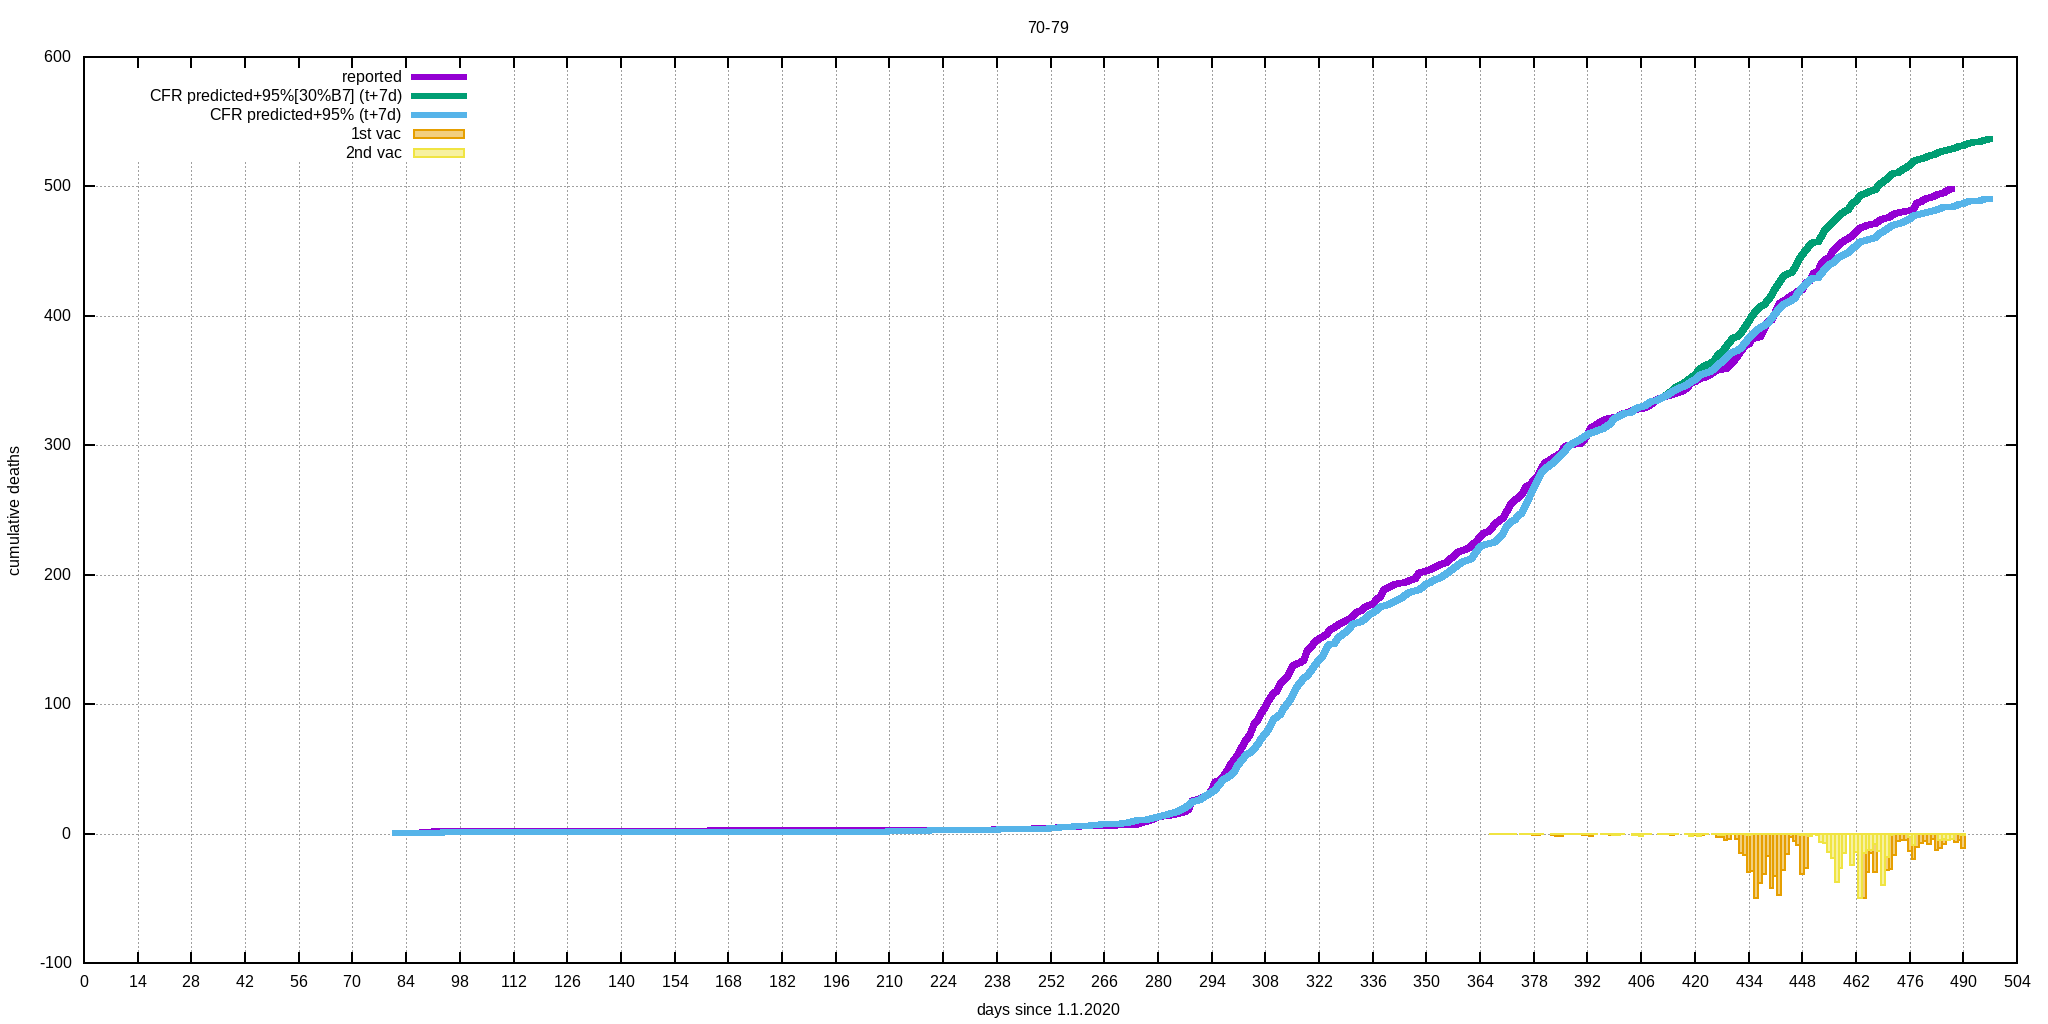 70-79
600
500
400
300
200
100
0
-100
reported
CFR predicted+95%[30%B7] (t+7d)
CFR predicted+95% (t+7d)
1st vac
2nd vac
cumulative deaths
0 14 28 42 56 70 84 98 112 126 140 154 168 182 196 210 224 238 252 266 280 294 308 322 336 350 364 378 392 406 420 434 448 462 476 490 504
days since 1.1.2020